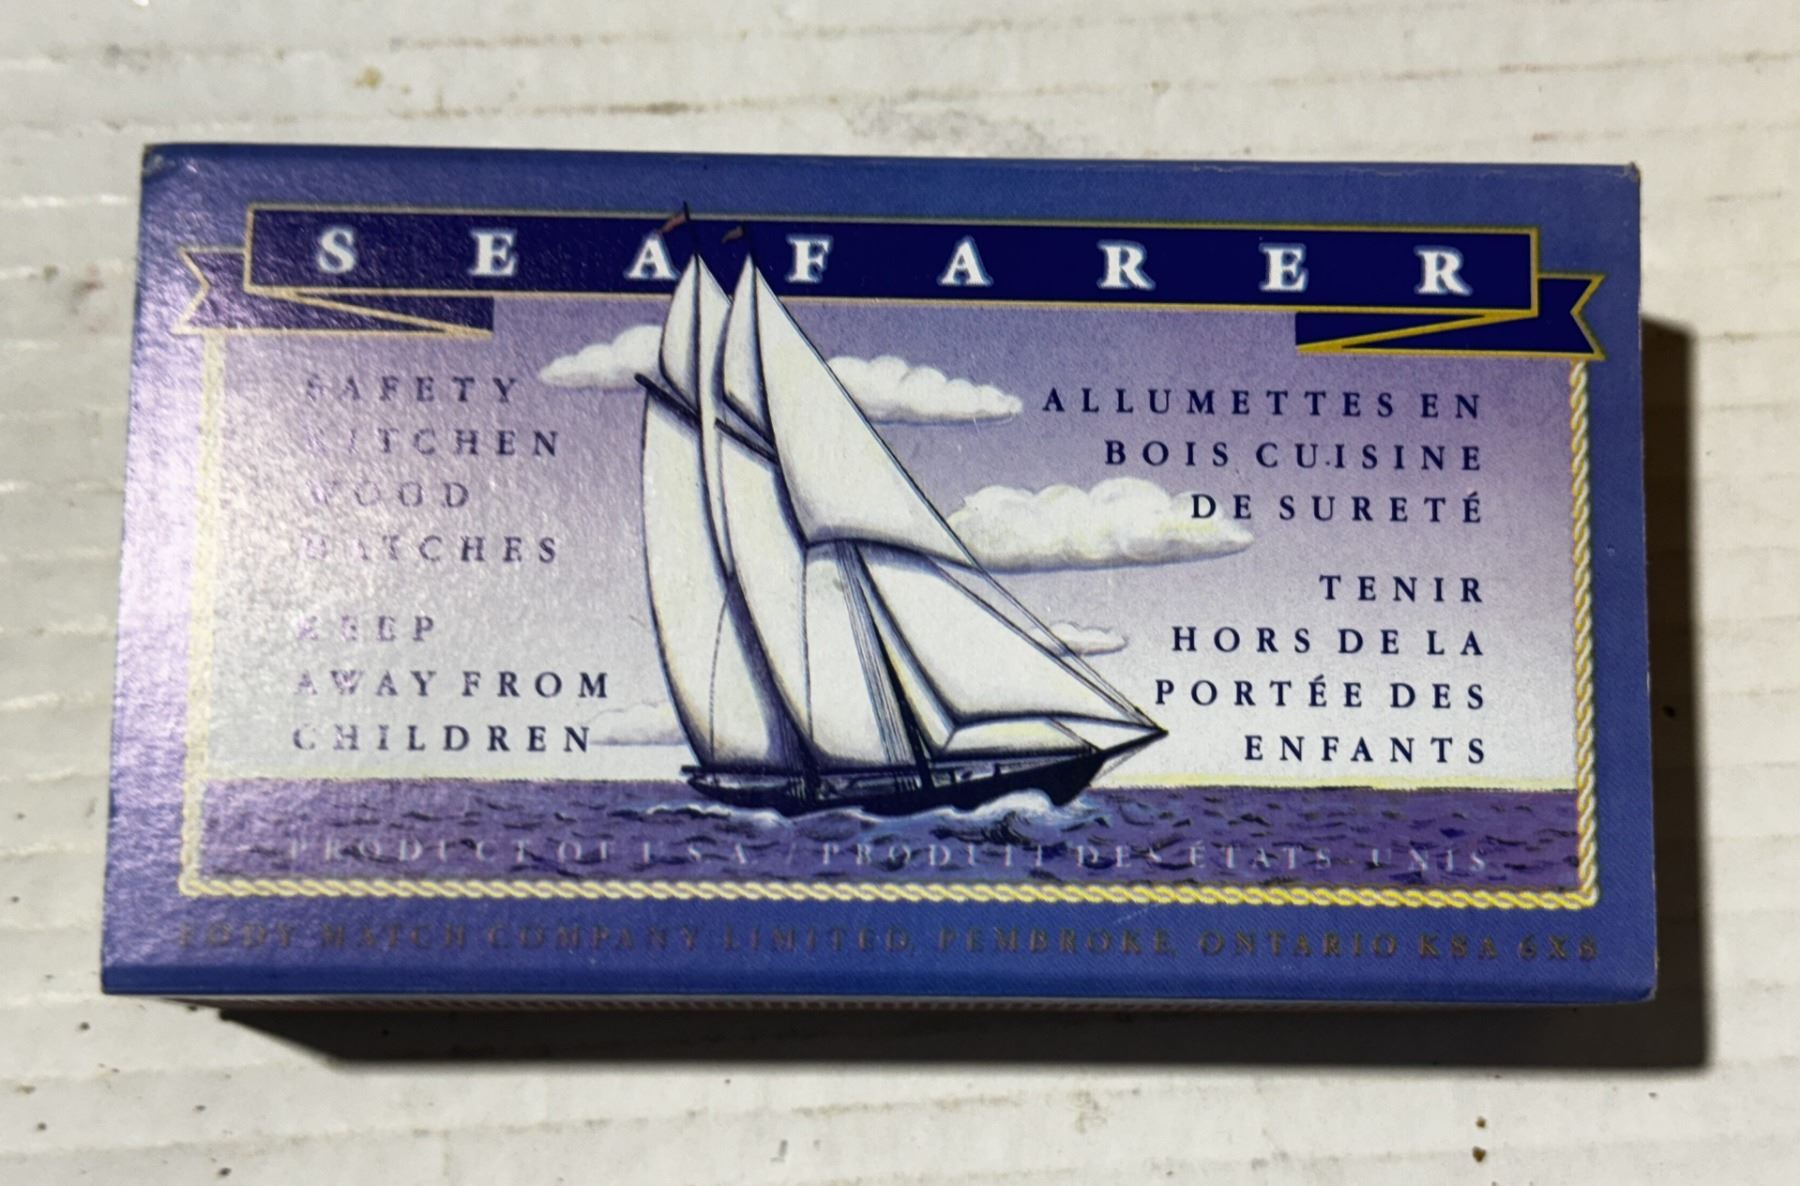 SEAFARER
SAFETY
KITCHEN
WOOD
MATCHES
KEEP
AWAY FROM
CHILDREN
ALLUMETTES EN
BOIS CUISINE
DE SURETÉ
TENIR
HORS DE LA
PORTÉE DES
ENFANTS
PRODUCT OF U.S.A. / PRODUIT DES ÉTATS-UNIS
EDDY MATCH COMPANY LIMITED, PEMBROKE, ONTARIO K8A 6X8